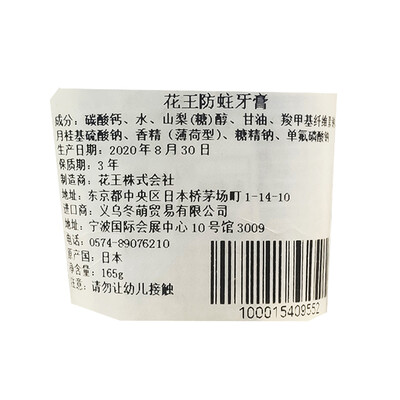 花王防蛀牙膏
成分：碳酸钙、水、山梨(糖)醇、甘油、羧甲基纤维素
月桂基硫酸钠、香精（薄荷型）、糖精钠、单氟磷酸钠
生产日期：2020年8月30日
保质期：3年
制造商：花王株式会社
地址：东京都中央区日本桥茅场町1-14-10
进口商：义乌冬萌贸易有限公司
地址：宁波国际会展中心10号馆3009
电话：0574-89076210
原产国：日本
净含量：165g
注意：请勿让幼儿接触
100015409552